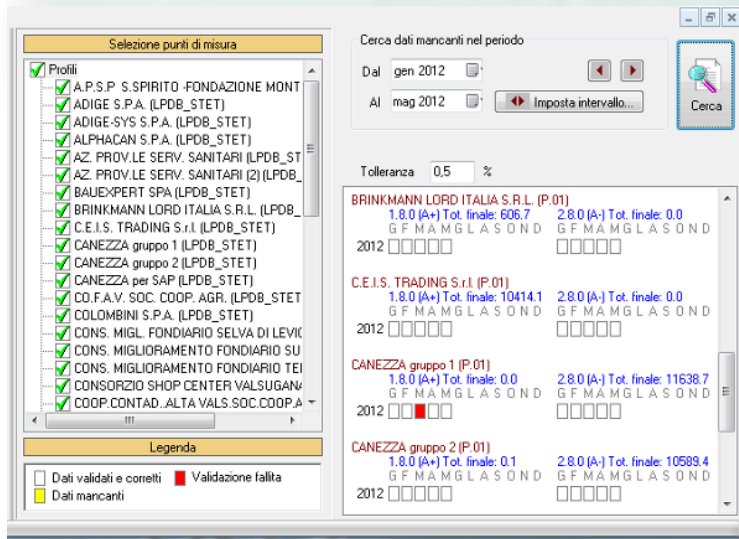 Selezione punti di misura
Profili
A.P.S.P S.SPIRITO -FONDAZIONE MONT
ADIGE S.P.A. (LPDB_STET)
ADIGE-SYS S.P.A. (LPDB_STET)
ALPHACAN S.P.A. (LPDB_STET)
AZ. PROV.LE SERV. SANITARI (LPDB_ST
AZ. PROV.LE SERV. SANITARI (2) (LPDB_
BAUEXPERT SPA (LPDB_STET)
BRINKMANN LORD ITALIA S.R.L. (LPDB_
C.E.I.S. TRADING S.r.l. (LPDB_STET)
CANEZZA gruppo 1 (LPDB_STET)
CANEZZA gruppo 2 (LPDB_STET)
CANEZZA per SAP (LPDB_STET)
CO.F.A.V. SOC. COOP. AGR. (LPDB_STET
COLOMBINI S.P.A. (LPDB_STET)
CONS. MIGL. FONDIARIO SELVA DI LEVIC
CONS. MIGLIORAMENTO FONDIARIO SU
CONS. MIGLIORAMENTO FONDIARIO TEI
CONSORZIO SHOP CENTER VALSUGANA
COOP.CONTAD..ALTA VALS.SOC.COOP.A
Legenda
Dati validati e corretti Validazione fallita
Dati mancanti
Cerca dati mancanti nel periodo
Dal gen 2012
Al mag 2012 Imposta intervallo...
Cerca
Tolleranza 0,5 %
BRINKMANN LORD ITALIA S.R.L. (P.01)
1.8.0 (A+) Tot. finale: 606.7 2.8.0 (A-) Tot. finale: 0.0
G F M A M G L A S O N D G F M A M G L A S O N D
2012
C.E.I.S. TRADING S.r.l. (P.01)
1.8.0 (A+) Tot. finale: 10414.1 2.8.0 (A-) Tot. finale: 0.0
G F M A M G L A S O N D G F M A M G L A S O N D
2012
CANEZZA gruppo 1 (P.01)
1.8.0 (A+) Tot. finale: 0.0 2.8.0 (A-) Tot. finale: 11638.7
G F M A M G L A S O N D G F M A M G L A S O N D
2012
CANEZZA gruppo 2 (P.01)
1.8.0 (A+) Tot. finale: 0.1 2.8.0 (A-) Tot. finale: 10589.4
G F M A M G L A S O N D G F M A M G L A S O N D
2012